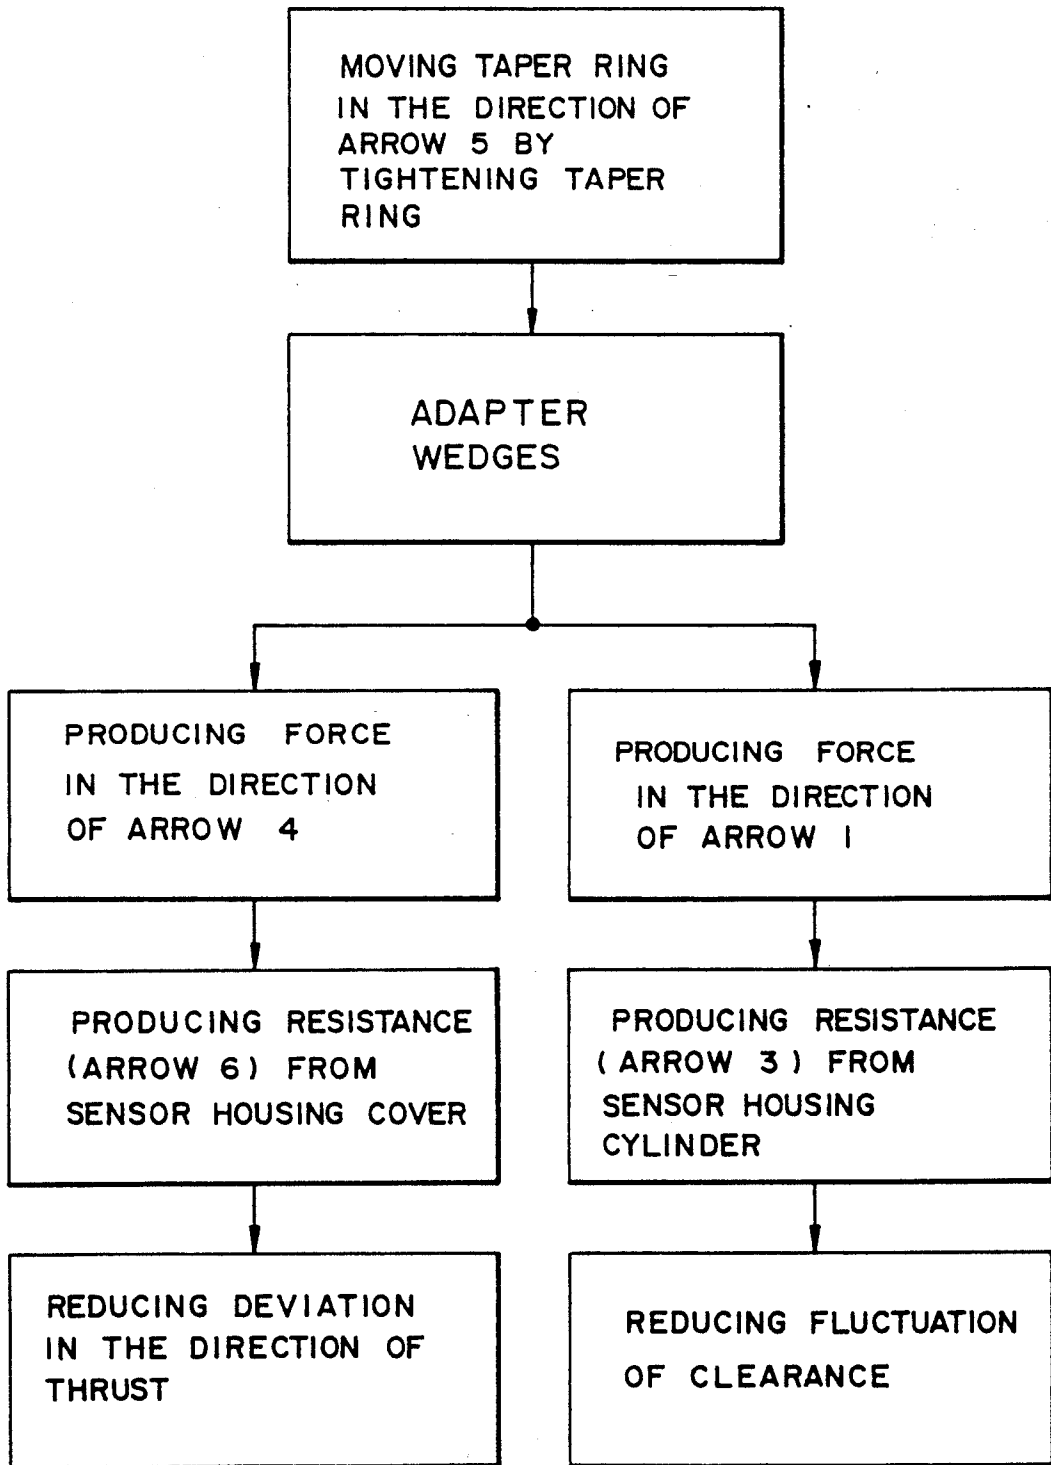 MOVING TAPER RING
IN THE DIRECTION OF
ARROW 5 BY
TIGHTENING TAPER
RING
ADAPTER
WEDGES
PRODUCING FORCE
IN THE DIRECTION
OF ARROW 4
PRODUCING FORCE
IN THE DIRECTION
OF ARROW 1
PRODUCING RESISTANCE
(ARROW 6) FROM
SENSOR HOUSING COVER
PRODUCING RESISTANCE
(ARROW 3) FROM
SENSOR HOUSING
CYLINDER
REDUCING DEVIATION
IN THE DIRECTION OF
THRUST
REDUCING FLUCTUATION
OF CLEARANCE